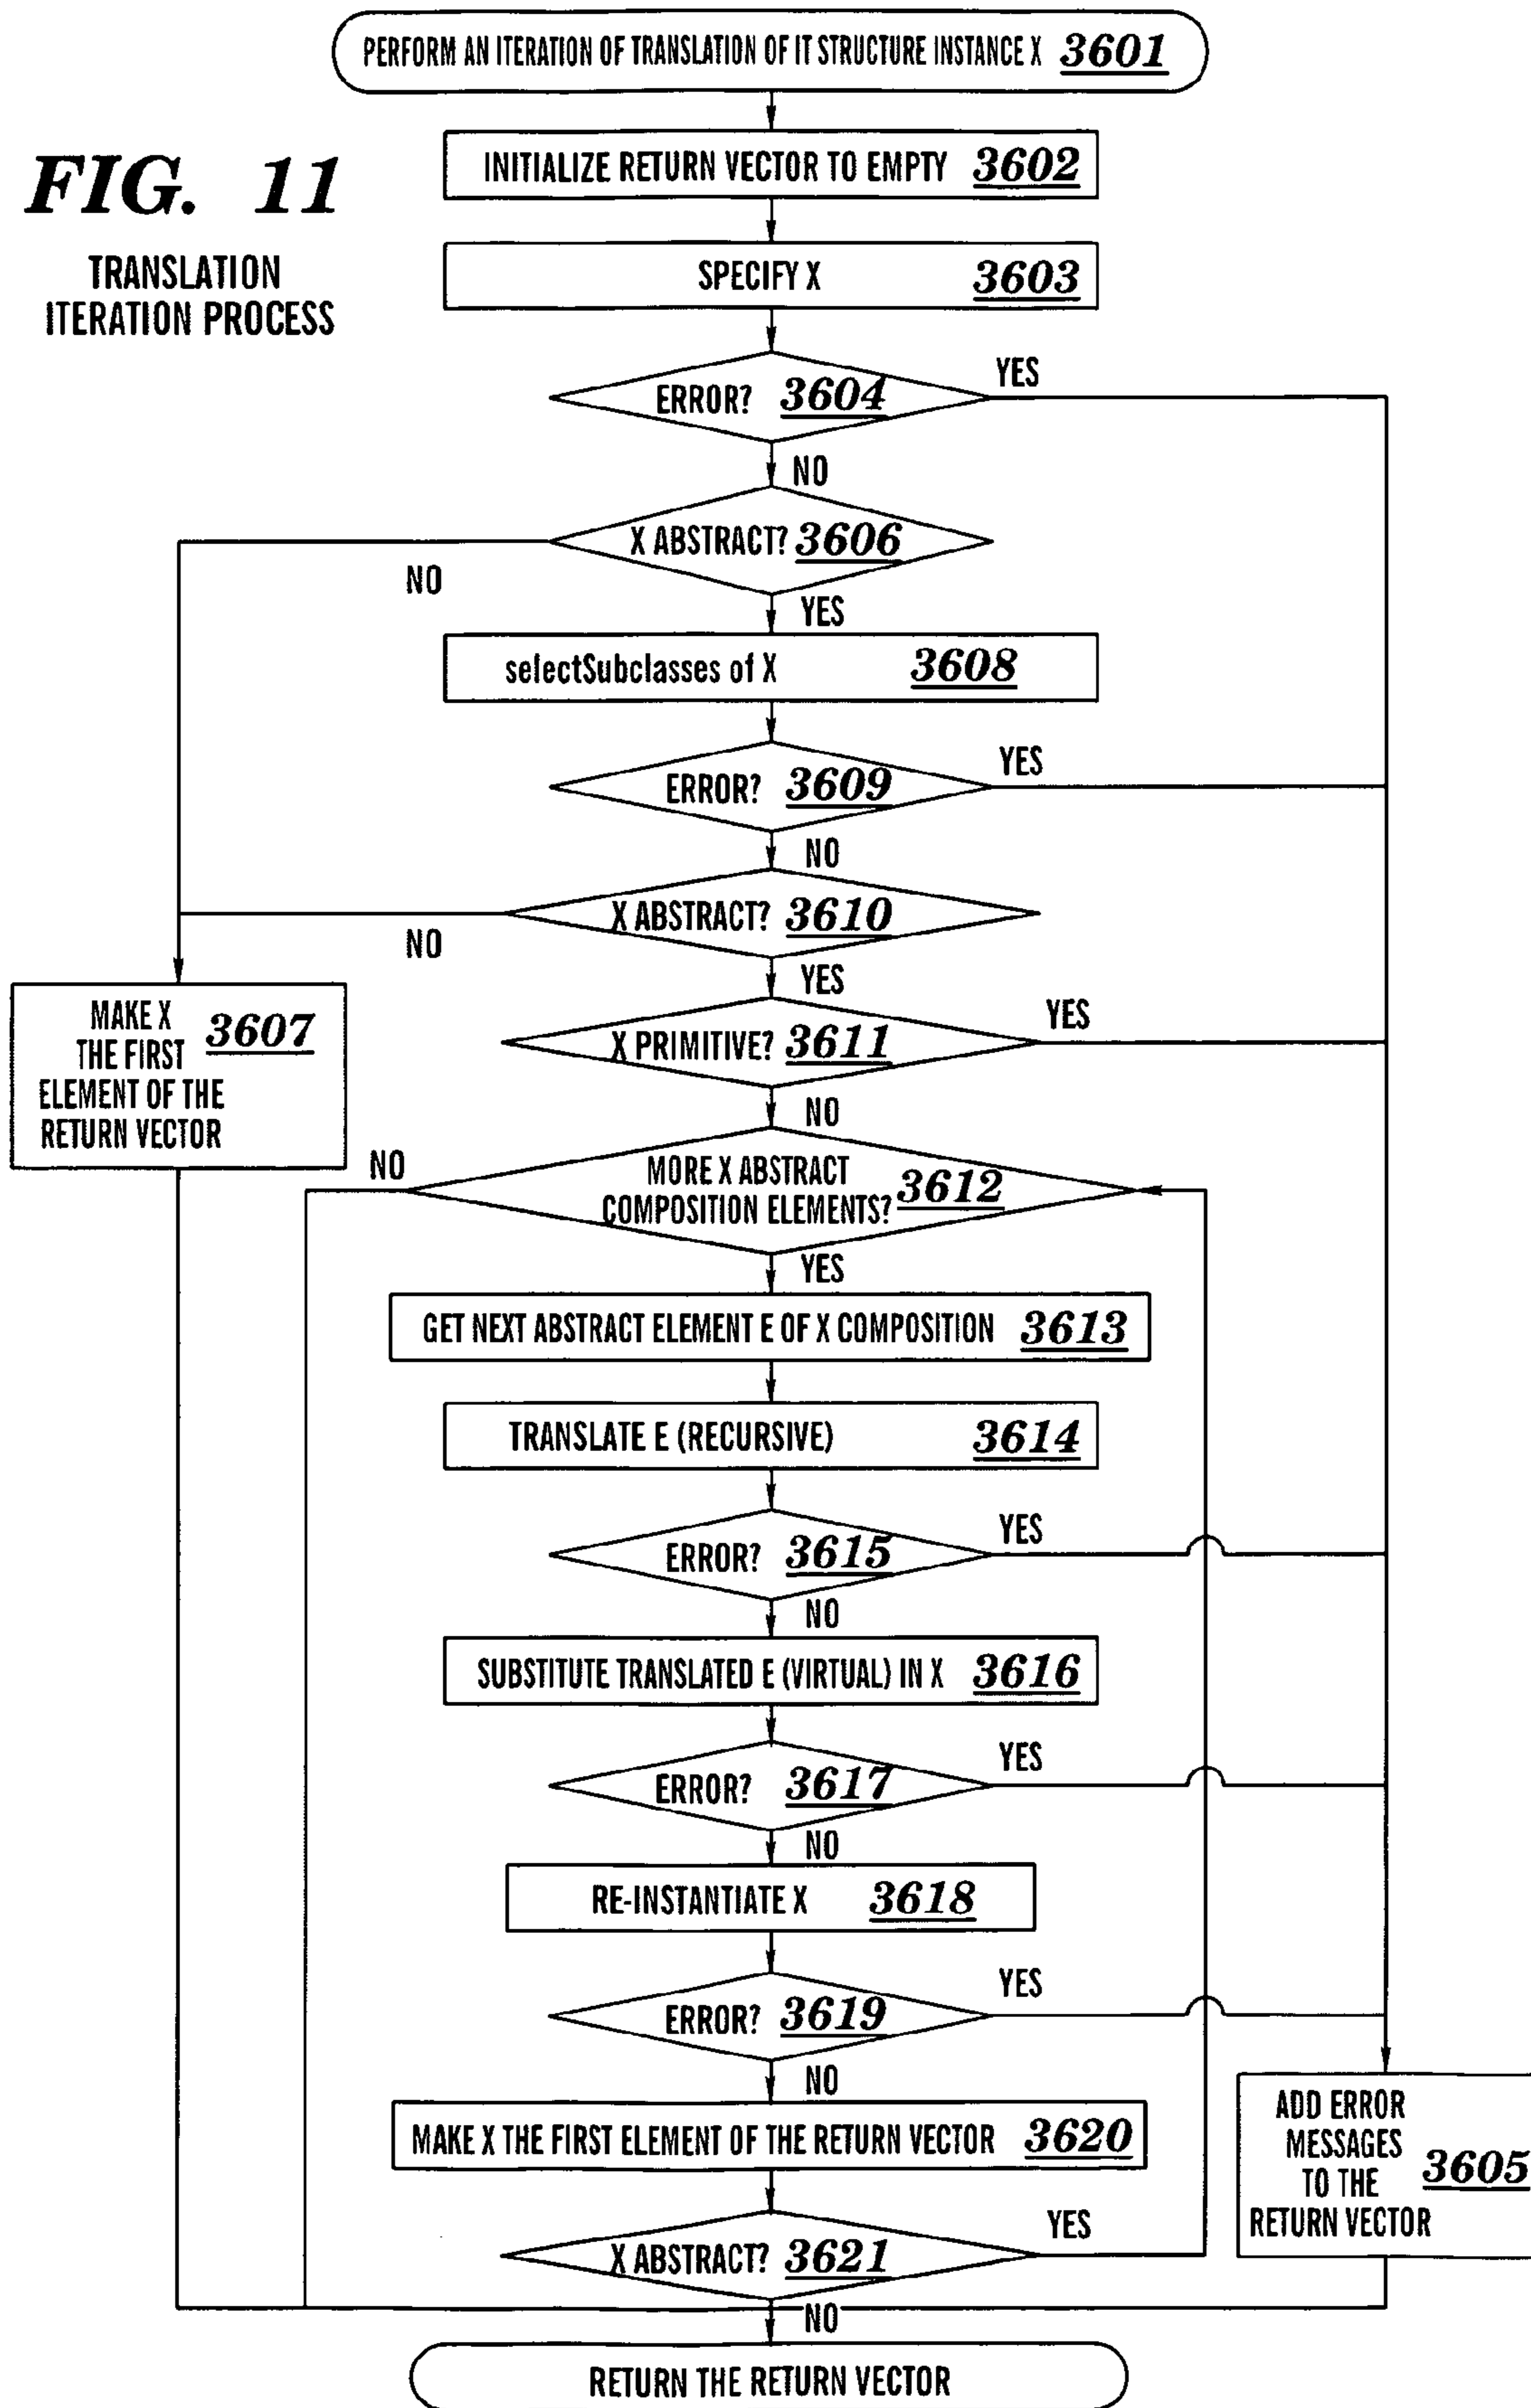 PERFORM AN ITERATION OF TRANSLATION OF IT STRUCTURE INSTANCE X 3601
FIG. 11
TRANSLATION
ITERATION PROCESS
INITIALIZE RETURN VECTOR TO EMPTY 3602
SPECIFY X 3603
ERROR? 3604
YES
NO
X ABSTRACT? 3606
NO
YES
selectSubclasses of X 3608
ERROR? 3609
YES
NO
X ABSTRACT? 3610
NO
YES
MAKE X
THE FIRST 3607
ELEMENT OF THE
RETURN VECTOR
X PRIMITIVE? 3611
YES
NO
MORE X ABSTRACT
COMPOSITION ELEMENTS? 3612
NO
YES
GET NEXT ABSTRACT ELEMENT E OF X COMPOSITION 3613
TRANSLATE E (RECURSIVE) 3614
ERROR? 3615
YES
NO
SUBSTITUTE TRANSLATED E (VIRTUAL) IN X 3616
ERROR? 3617
YES
NO
RE-INSTANTIATE X 3618
ERROR? 3619
YES
NO
MAKE X THE FIRST ELEMENT OF THE RETURN VECTOR 3620
ADD ERROR
MESSAGES
TO THE 3605
RETURN VECTOR
X ABSTRACT? 3621
YES
NO
RETURN THE RETURN VECTOR